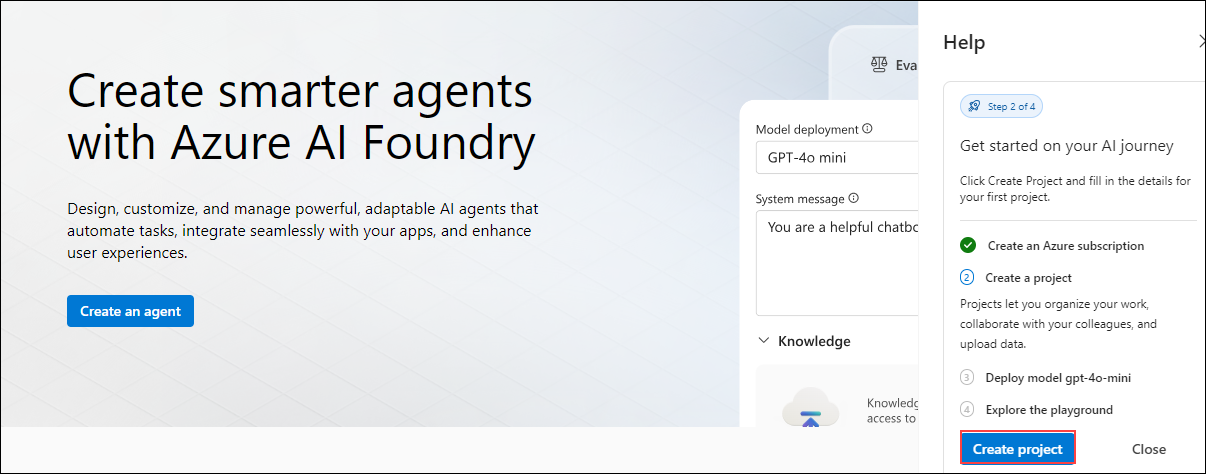 Create smarter agents
with Azure AI Foundry
Design, customize, and manage powerful, adaptable AI agents that
automate tasks, integrate seamlessly with your apps, and enhance
user experiences.
Create an agent
Eva
Model deployment
GPT-4o mini
System message
You are a helpful chatbo
Knowledge
Knowledg
access to
Help
Step 2 of 4
Get started on your AI journey
Click Create Project and fill in the details for
your first project.
Create an Azure subscription
2 Create a project
Projects let you organize your work,
collaborate with your colleagues, and
upload data.
3 Deploy model gpt-4o-mini
4 Explore the playground
Create project
Close